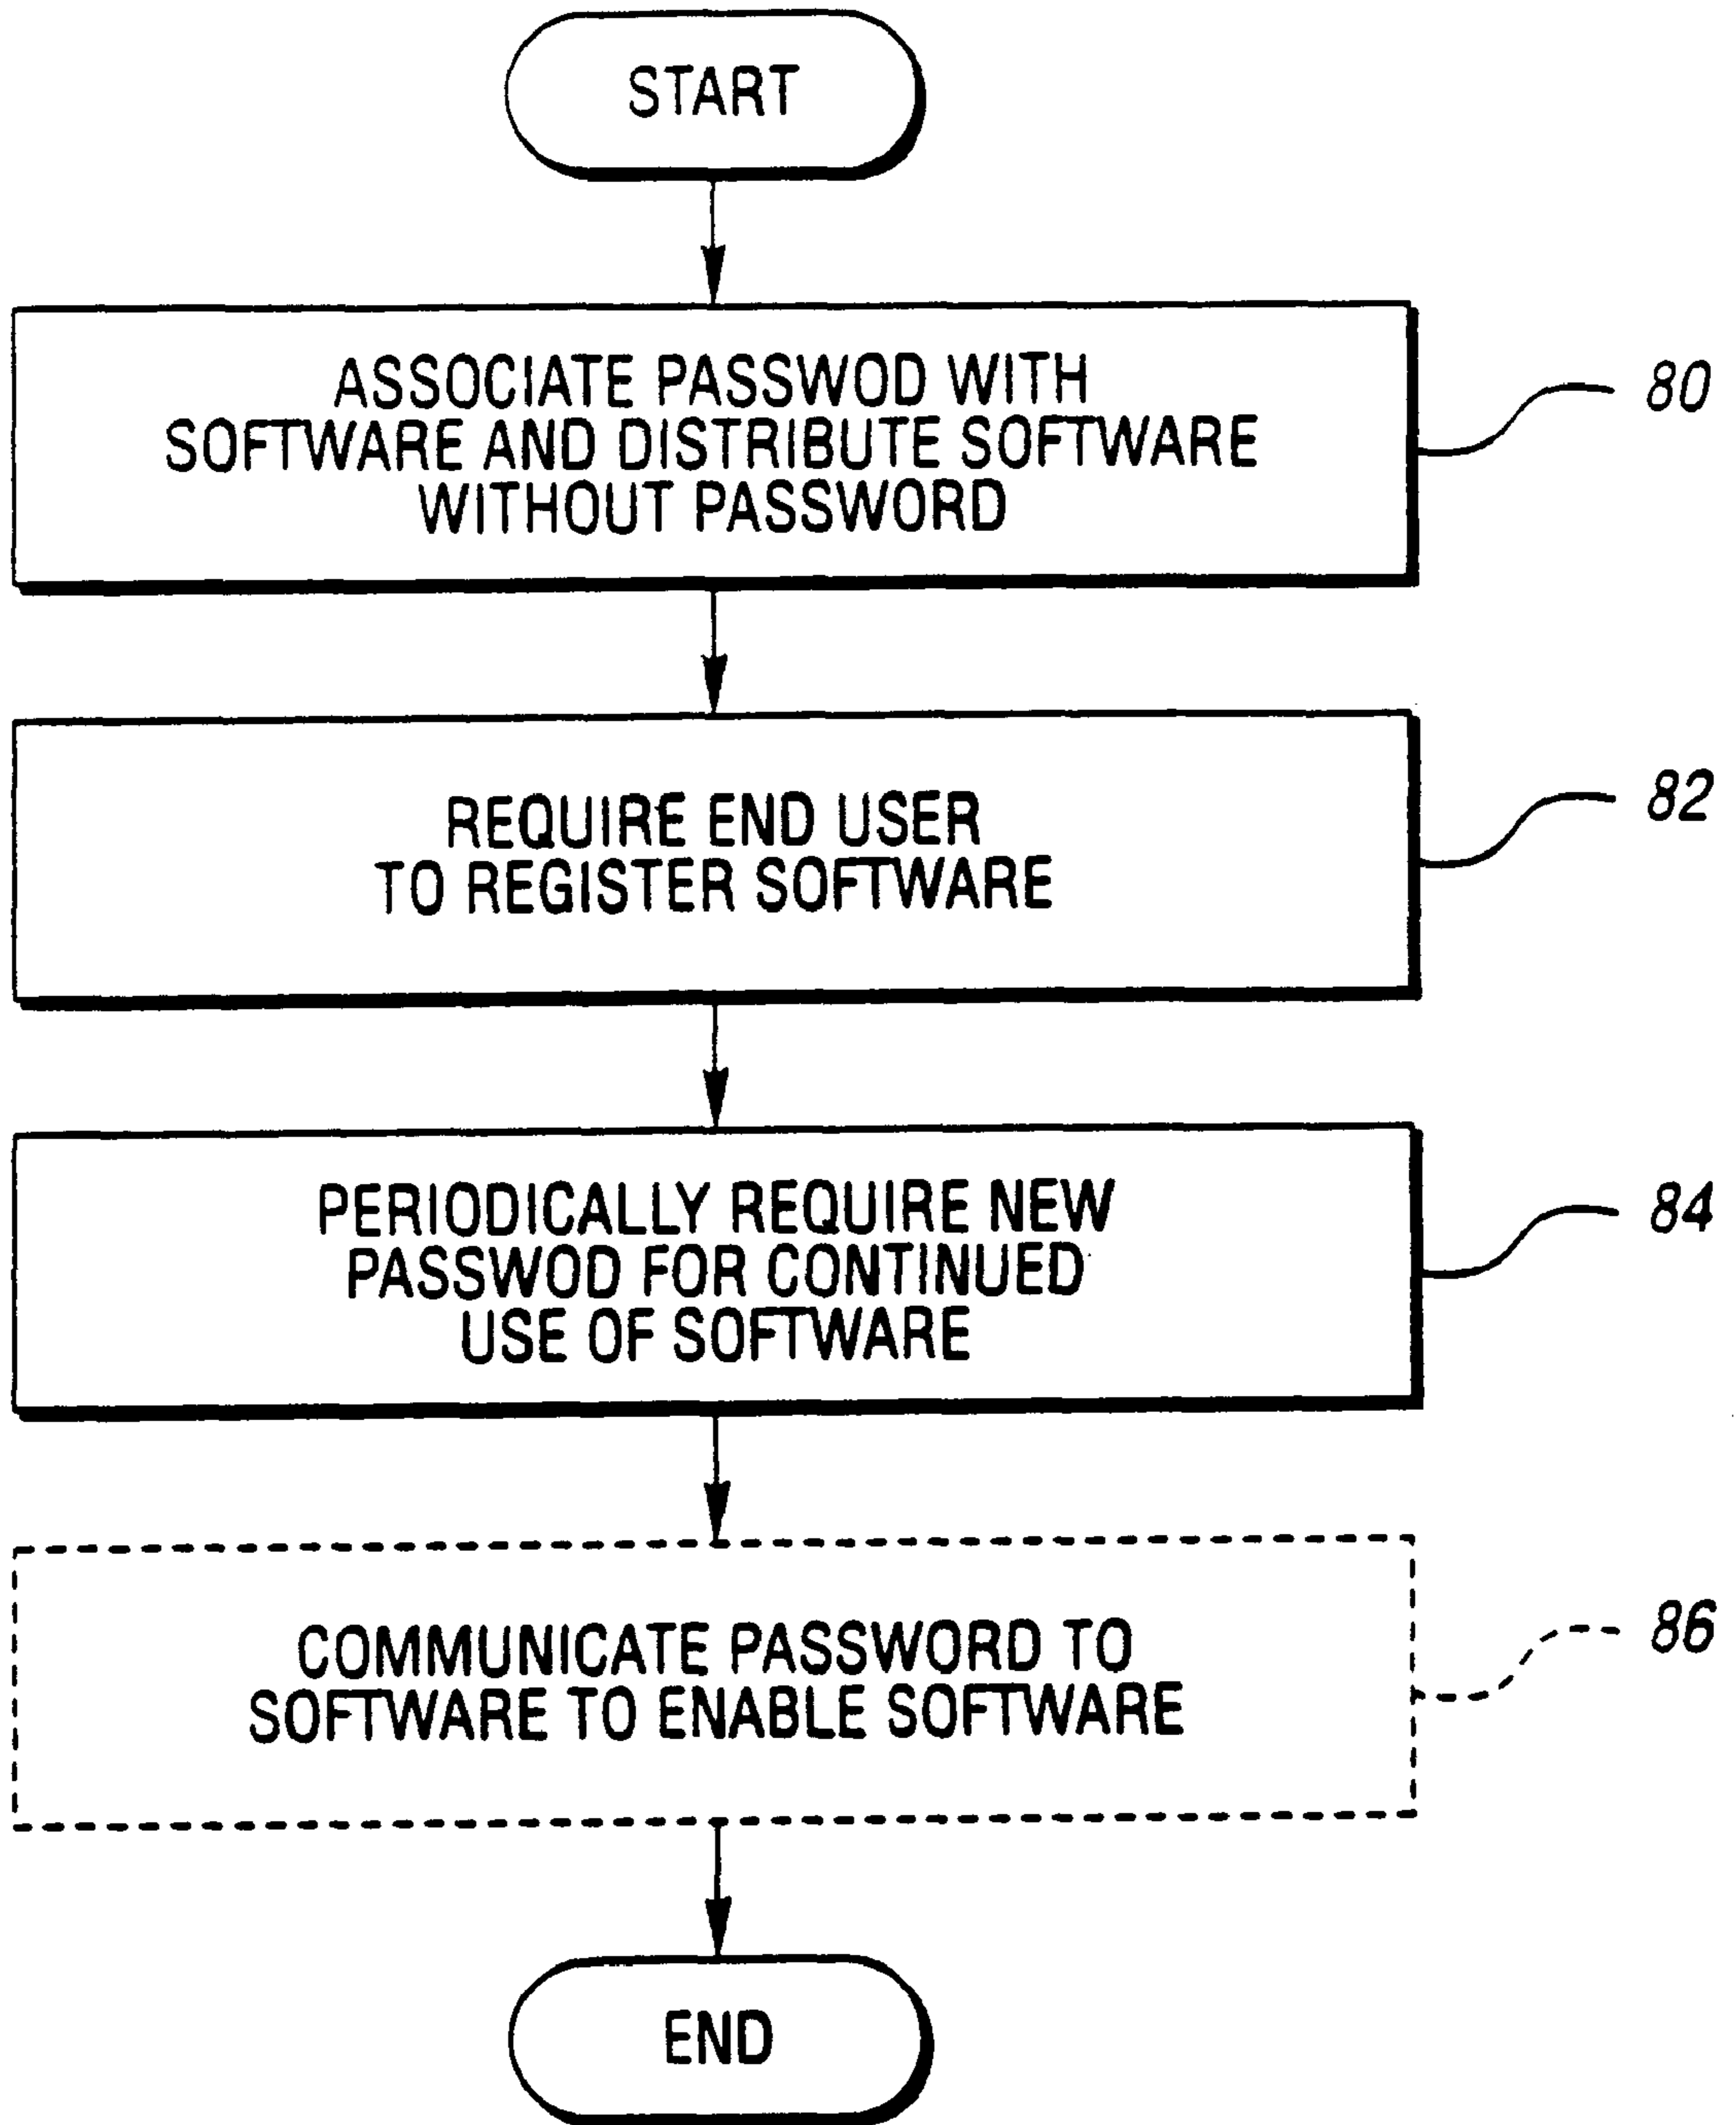 START
ASSOCIATE PASSWOD WITH
SOFTWARE AND DISTRIBUTE SOFTWARE
WITHOUT PASSWORD
80
REQUIRE END USER
TO REGISTER SOFTWARE
82
PERIODICALLY REQUIRE NEW
PASSWOD FOR CONTINUED
USE OF SOFTWARE
84
COMMUNICATE PASSWORD TO
SOFTWARE TO ENABLE SOFTWARE
86
END